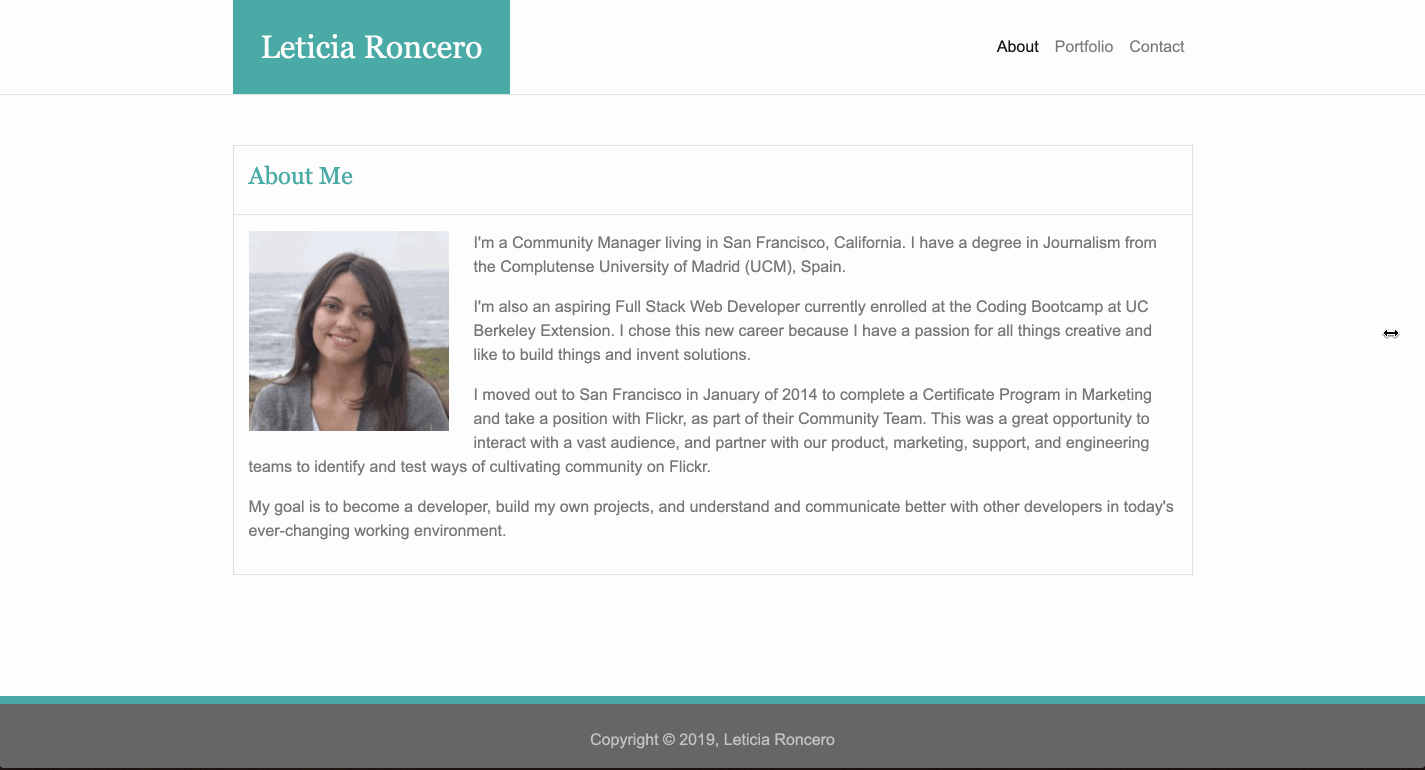 Leticia Roncero
About Portfolio Contact
About Me
I'm a Community Manager living in San Francisco, California. I have a degree in Journalism from
the Complutense University of Madrid (UCM), Spain.
I'm also an aspiring Full Stack Web Developer currently enrolled at the Coding Bootcamp at UC
Berkeley Extension. I chose this new career because I have a passion for all things creative and
like to build things and invent solutions.
I moved out to San Francisco in January of 2014 to complete a Certificate Program in Marketing
and take a position with Flickr, as part of their Community Team. This was a great opportunity to
interact with a vast audience, and partner with our product, marketing, support, and engineering
teams to identify and test ways of cultivating community on Flickr.
My goal is to become a developer, build my own projects, and understand and communicate better with other developers in today's
ever-changing working environment.
Copyright © 2019, Leticia Roncero